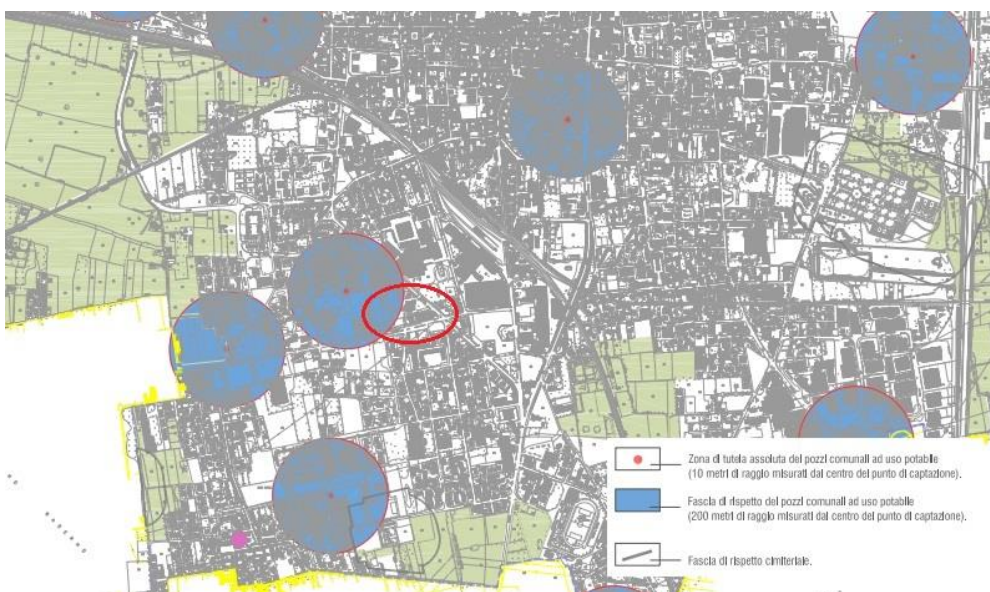 Zona di tutela assoluta dei pozzi comunali ad uso potabile
(10 metri di raggio misurati dal centro del punto di captazione).
Fascia di rispetto dei pozzi comunali ad uso potabile
(200 metri di raggio misurati dal centro del punto di captazione).
Fascia di rispetto cimiteriale.